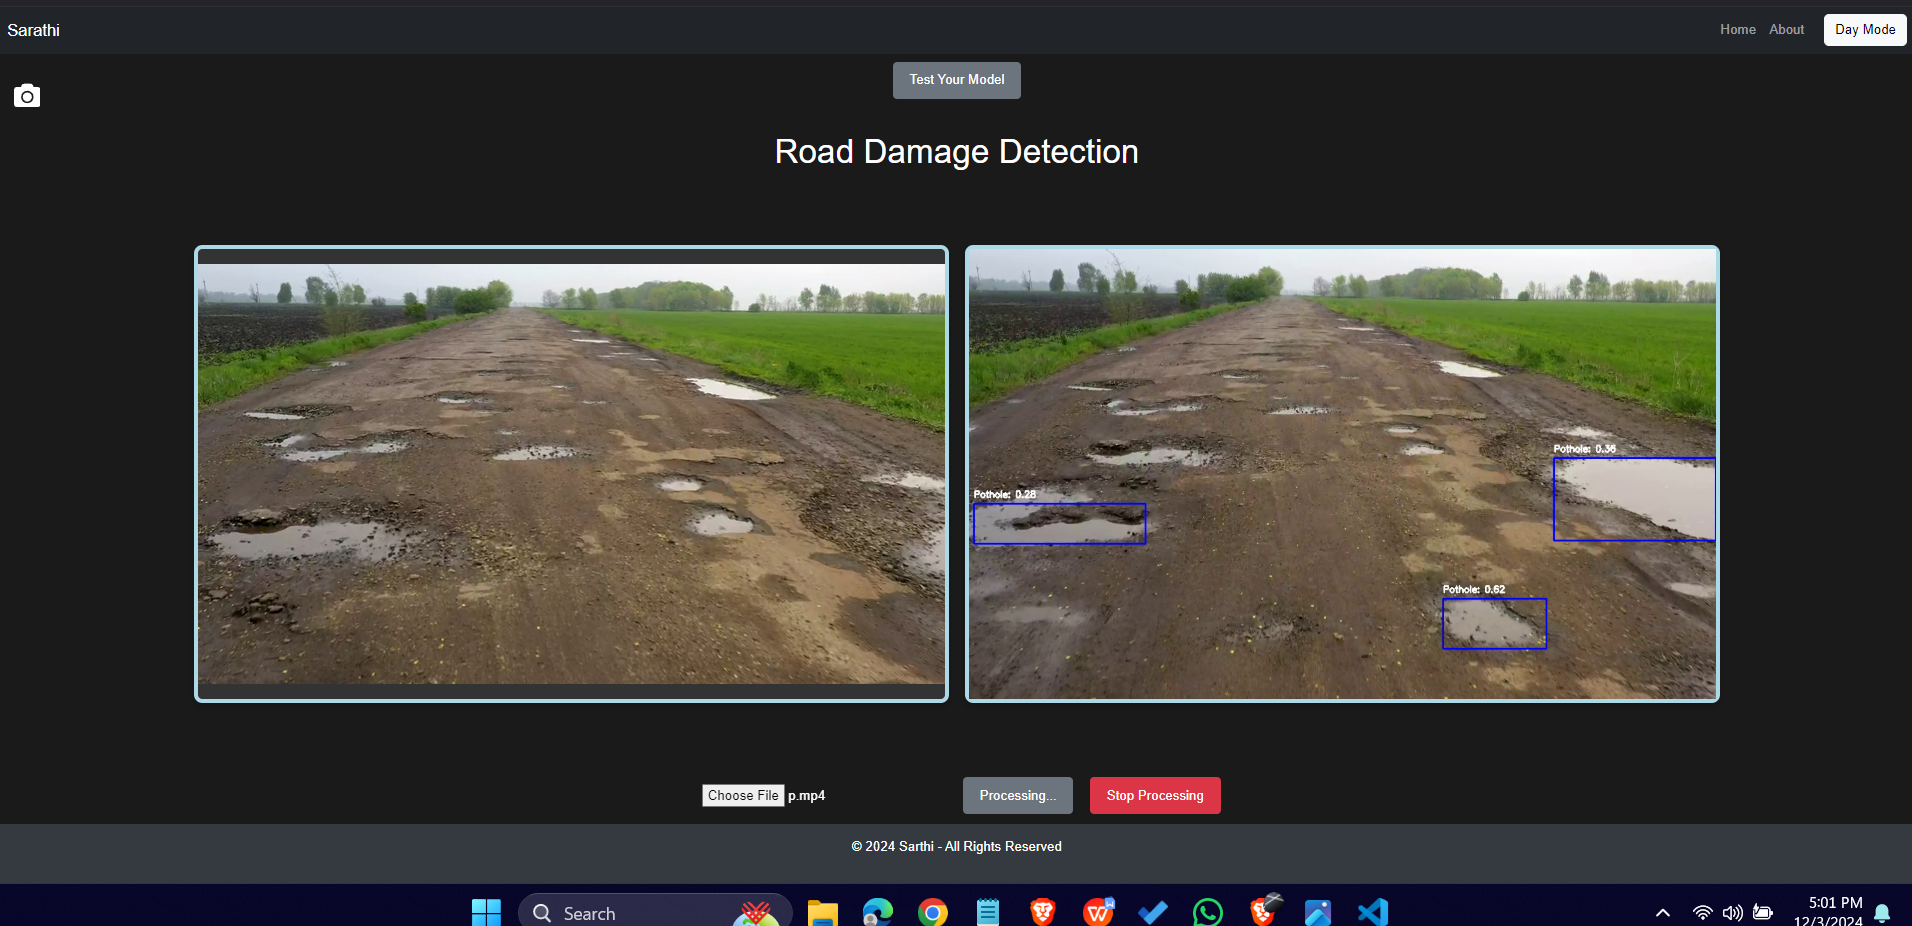 Sarathi
Home About Day Mode
Test Your Model
Road Damage Detection
Pothole: 0.36
Pothole: 0.28
Pothole: 0.62
Choose File p.mp4 Processing... Stop Processing
© 2024 Sarthi - All Rights Reserved
Search
5:01 PM
12/3/2024